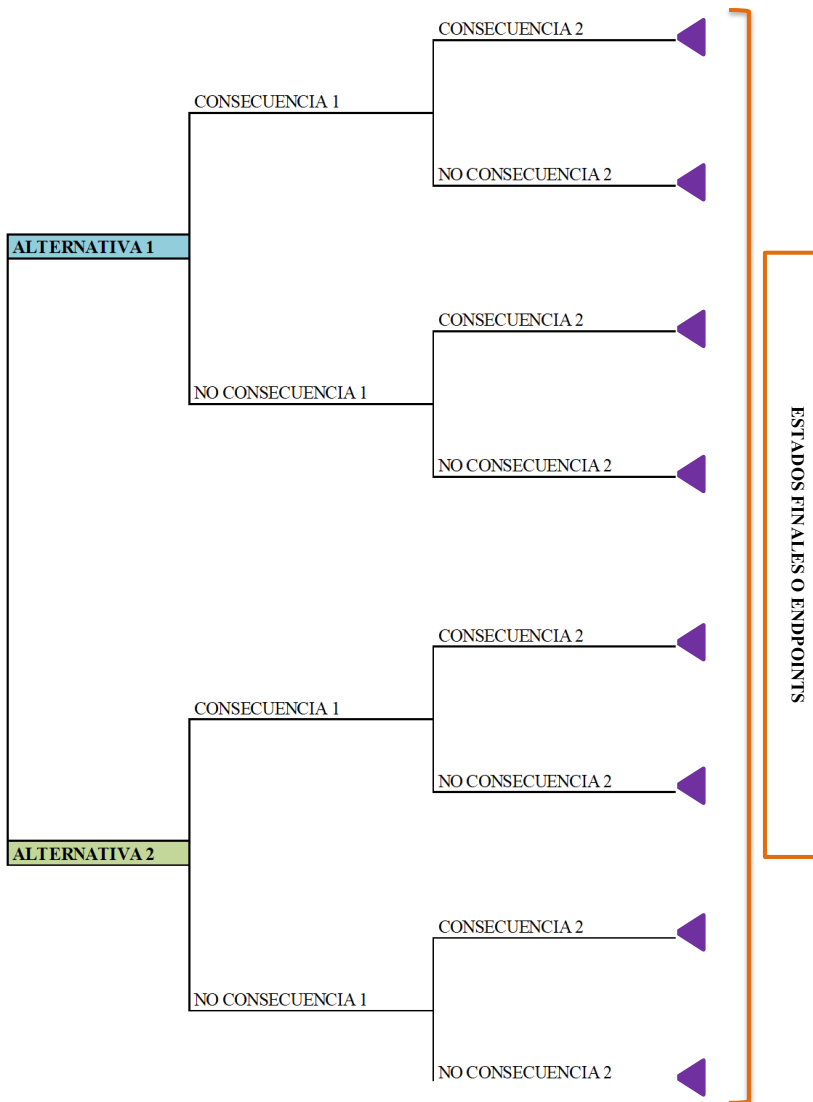 CONSECUENCIA 2
CONSECUENCIA 1
NO CONSECUENCIA 2
ALTERNATIVA 1
CONSECUENCIA 2
NO CONSECUENCIA 1
NO CONSECUENCIA 2
ESTADOS FINALES O ENDPOINTS
CONSECUENCIA 2
CONSECUENCIA 1
NO CONSECUENCIA 2
ALTERNATIVA 2
CONSECUENCIA 2
NO CONSECUENCIA 1
NO CONSECUENCIA 2